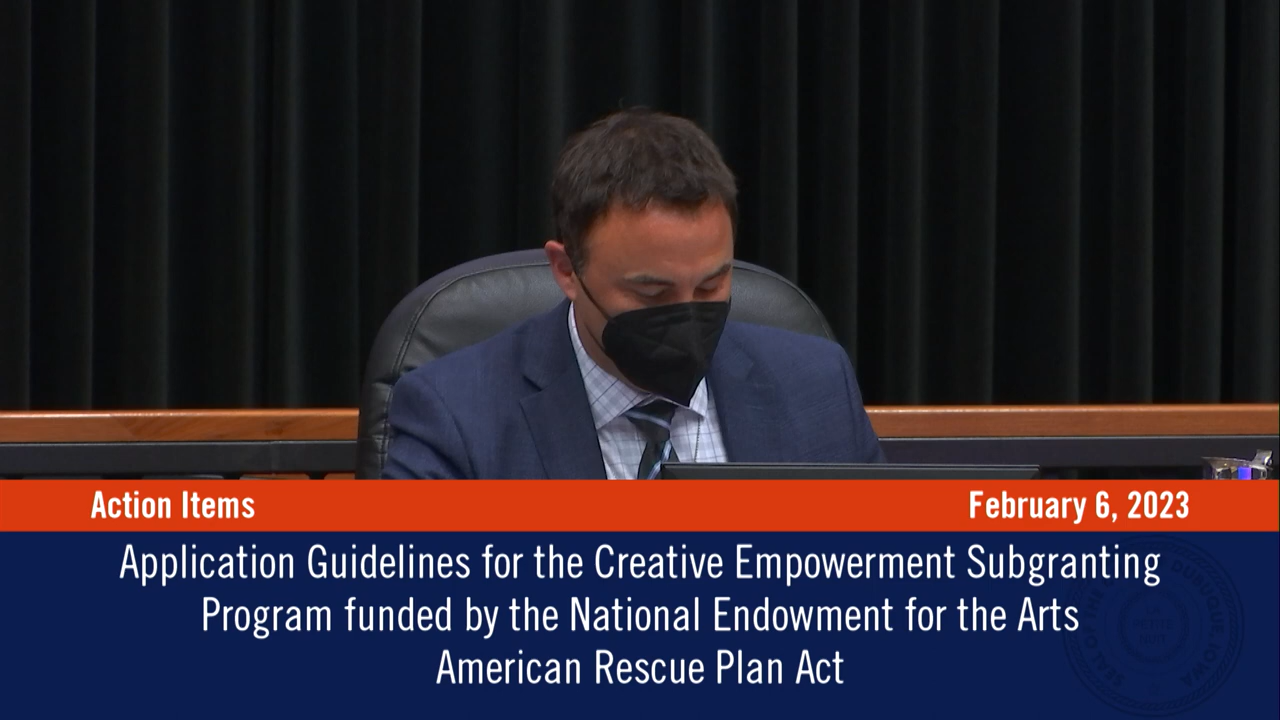 Action Items
February 6, 2023
Application Guidelines for the Creative Empowerment Subgranting
Program funded by the National Endowment for the Arts
American Rescue Plan Act